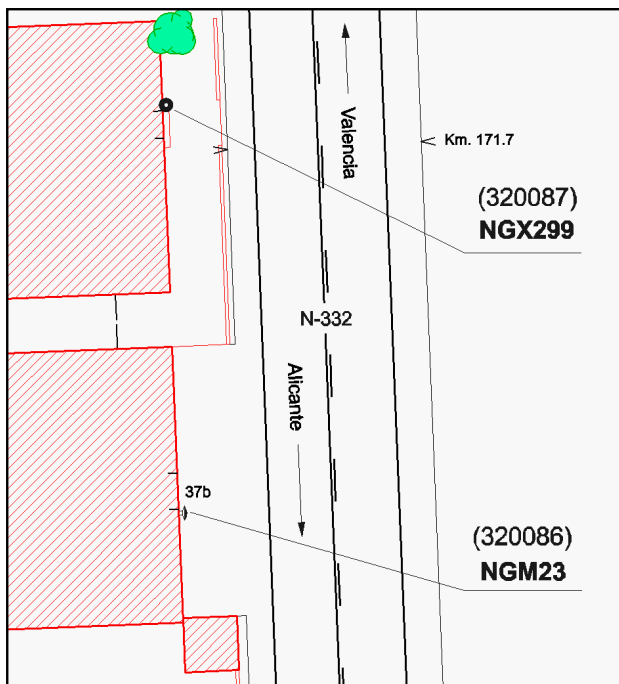 Valencia
Km. 171.7
(320087)
NGX299
N-332
Alicante
37b
(320086)
NGM23